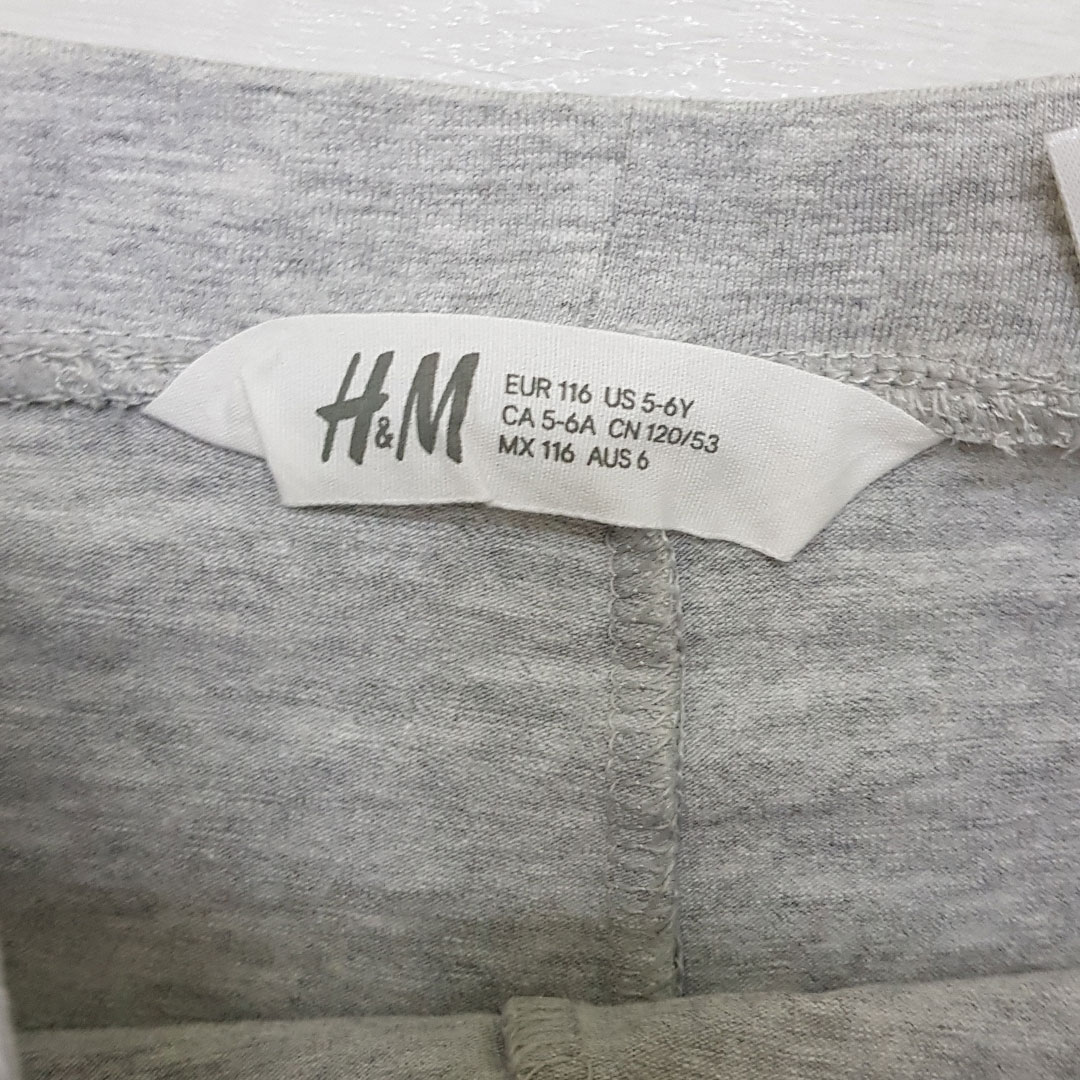 H&M
EUR 116 US 5-6Y
CA 5-6A CN 120/53
MX 116 AUS 6